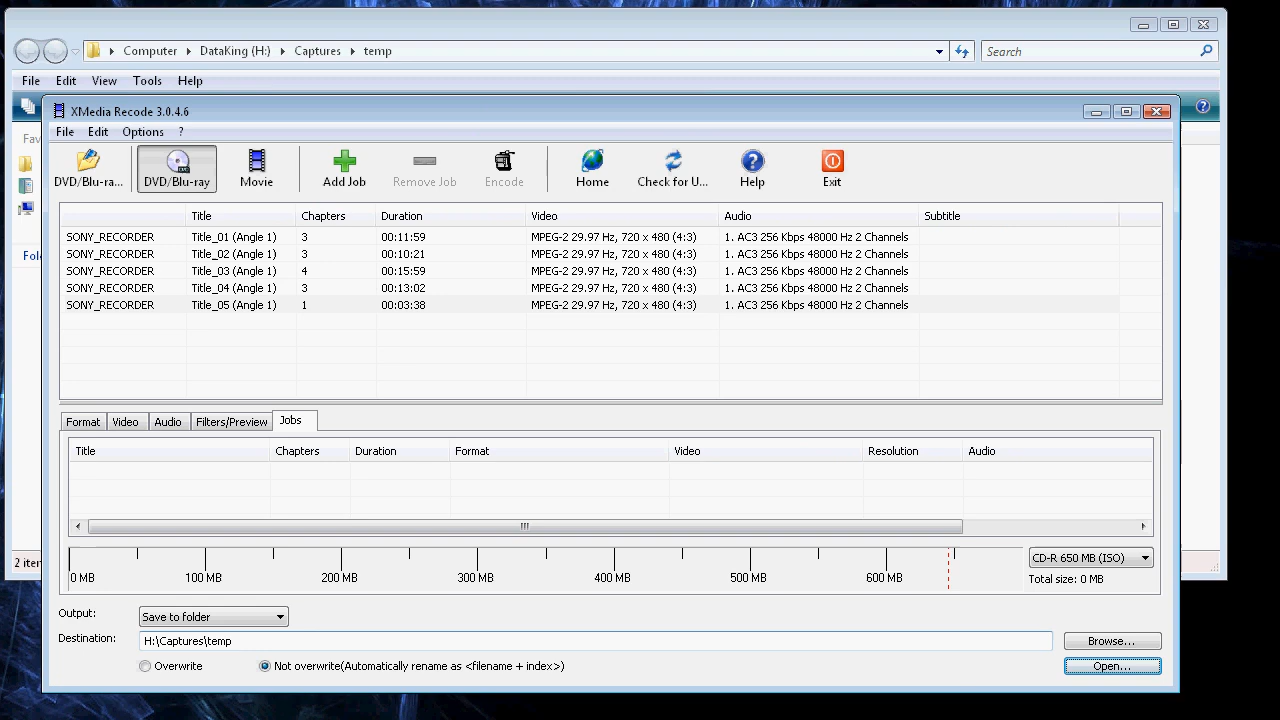 Computer DataKing (H:) Captures temp
Search
File Edit View Tools Help
Fav
Fol
2 iter
XMedia Recode 3.0.4.6
File Edit Options ?
DVD/Blu-ra... DVD/Blu-ray Movie Add Job Remove Job Encode Home Check for U... Help Exit
Title Chapters Duration Video Audio Subtitle
SONY_RECORDER Title_01 (Angle 1) 3 00:11:59 MPEG-2 29.97 Hz, 720 x 480 (4:3) 1. AC3 256 Kbps 48000 Hz 2 Channels
SONY_RECORDER Title_02 (Angle 1) 3 00:10:21 MPEG-2 29.97 Hz, 720 x 480 (4:3) 1. AC3 256 Kbps 48000 Hz 2 Channels
SONY_RECORDER Title_03 (Angle 1) 4 00:15:59 MPEG-2 29.97 Hz, 720 x 480 (4:3) 1. AC3 256 Kbps 48000 Hz 2 Channels
SONY_RECORDER Title_04 (Angle 1) 3 00:13:02 MPEG-2 29.97 Hz, 720 x 480 (4:3) 1. AC3 256 Kbps 48000 Hz 2 Channels
SONY_RECORDER Title_05 (Angle 1) 1 00:03:38 MPEG-2 29.97 Hz, 720 x 480 (4:3) 1. AC3 256 Kbps 48000 Hz 2 Channels
Format Video Audio Filters/Preview Jobs
Title Chapters Duration Format Video Resolution Audio
0 MB 100 MB 200 MB 300 MB 400 MB 500 MB 600 MB
CD-R 650 MB (ISO)
Total size: 0 MB
Output: Save to folder
Destination: H:\Captures\temp Browse...
Overwrite Not overwrite(Automatically rename as <filename + index>) Open...